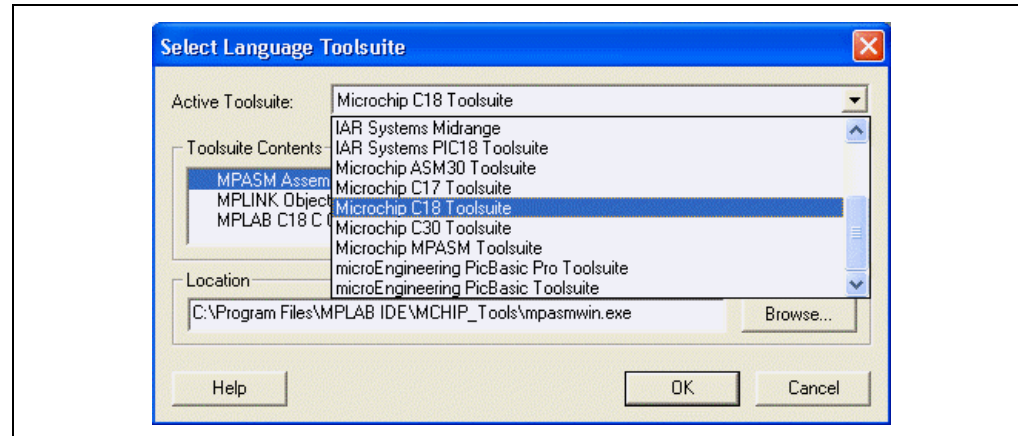 Select Language Toolsuite
Active Toolsuite:
Microchip C18 Toolsuite
IAR Systems Midrange
Toolsuite Contents
IAR Systems PIC18 Toolsuite
Microchip ASM30 Toolsuite
MPASM
Microchip C17 Toolsuite
MPLINK
Microchip C18 Toolsuite
MPLAB C18 C
Microchip C30 Toolsuite
Microchip MPASM Toolsuite
microEngineering PicBasic Pro Toolsuite
microEngineering PicBasic Toolsuite
Location
C:\Program Files\MPLAB IDE\MCHIP_Tools\mpasmwin.exe
Browse...
Help
OK
Cancel